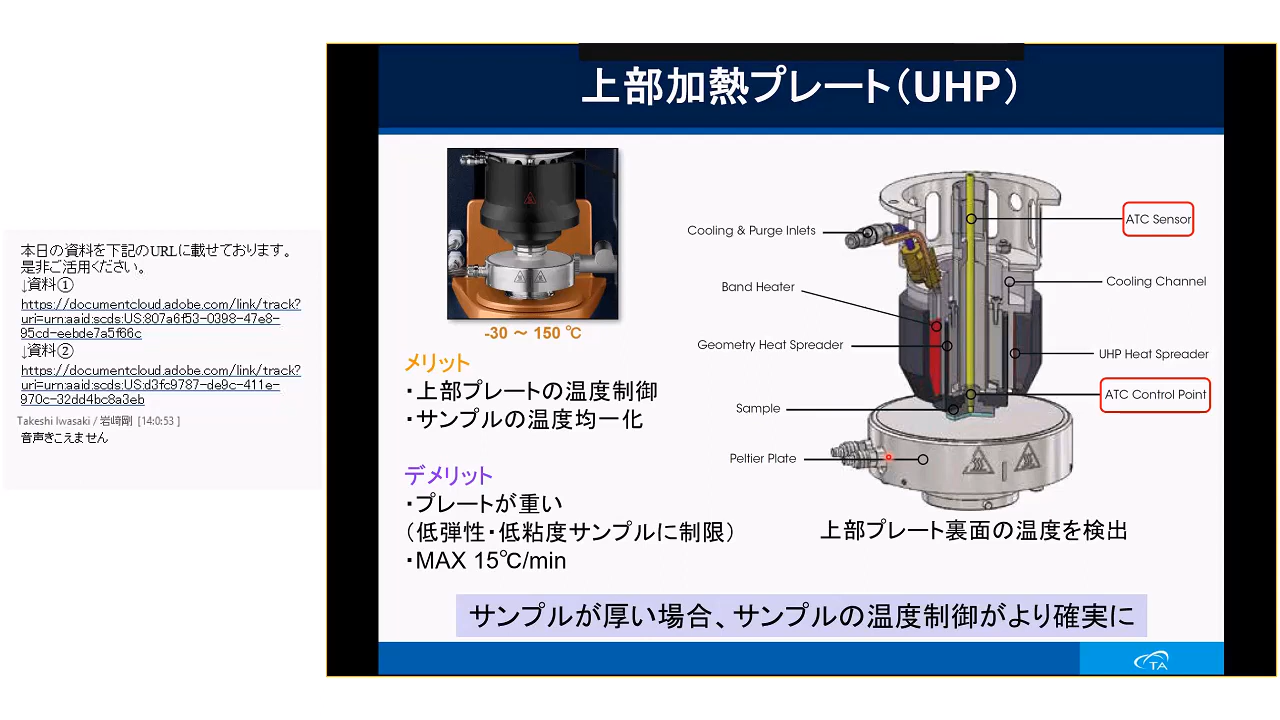 本日の資料を下記のURLに載せております。
是非ご活用ください。
↓資料①
https://documentcloud.adobe.com/link/track?
uri=urn:aaid:scds:US:807a6f53-0398-47e8-
95cd-eebde7a5f66c
↓資料②
https://documentcloud.adobe.com/link/track?
uri=urn:aaid:scds:US:d3fc9787-de9c-411e-
970c-32dd4bc8a3eb
Takeshi Iwasaki / 岩﨑剛 [14:0:53 ]
音声きこえません
上部加熱プレート（UHP）
-30 ～ 150 ℃
メリット
・上部プレートの温度制御
・サンプルの温度均一化
デメリット
・プレートが重い
（低弾性・低粘度サンプルに制限）
・MAX 15℃/min
Cooling & Purge Inlets
Band Heater
Geometry Heat Spreader
Sample
Peltier Plate
ATC Sensor
Cooling Channel
UHP Heat Spreader
ATC Control Point
上部プレート裏面の温度を検出
サンプルが厚い場合、サンプルの温度制御がより確実に
TA